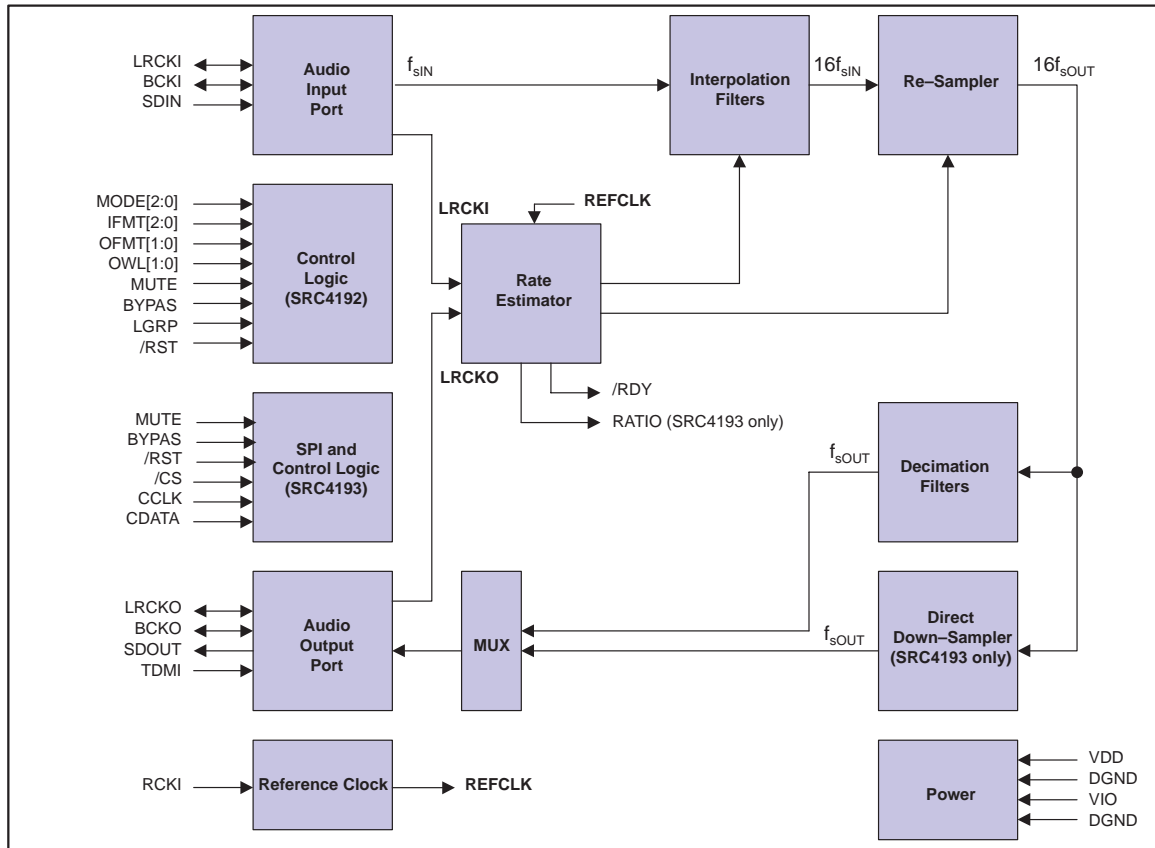 LRCKI
BCKI
SDIN
Audio
Input
Port
fsIN
Interpolation
Filters
16fsIN
Re–Sampler
16fsOUT
MODE[2:0]
IFMT[2:0]
OFMT[1:0]
OWL[1:0]
MUTE
BYPAS
LGRP
/RST
Control
Logic
(SRC4192)
LRCKI
REFCLK
Rate
Estimator
LRCKO
/RDY
RATIO (SRC4193 only)
MUTE
BYPAS
/RST
/CS
CCLK
CDATA
SPI and
Control Logic
(SRC4193)
fsOUT
Decimation
Filters
LRCKO
BCKO
SDOUT
TDMI
Audio
Output
Port
MUX
fsOUT
Direct
Down–Sampler
(SRC4193 only)
RCKI
Reference Clock
REFCLK
Power
VDD
DGND
VIO
DGND